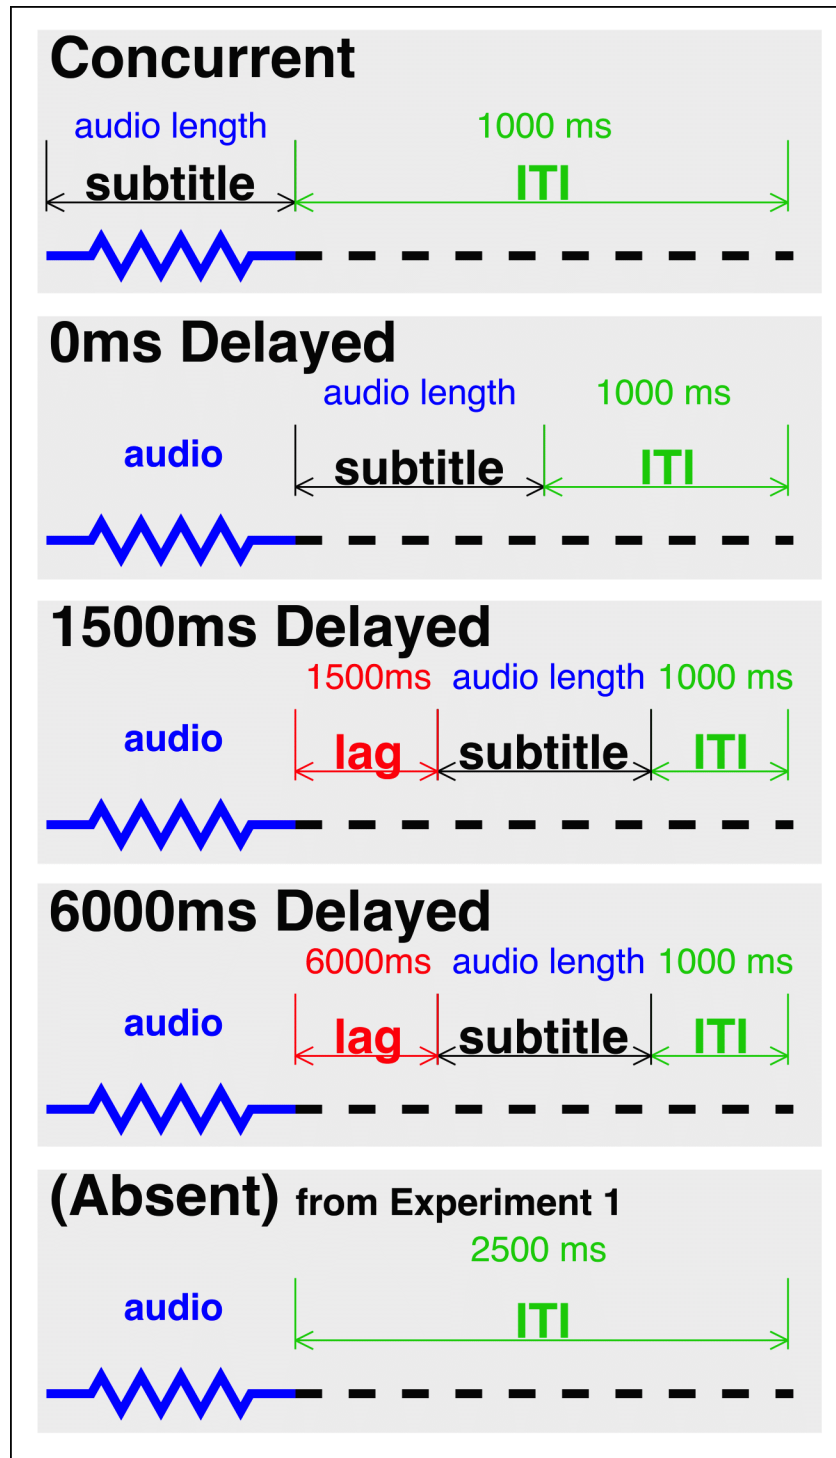 Concurrent
audio length 1000 ms
subtitle ITI
0ms Delayed
audio length 1000 ms
audio subtitle ITI
1500ms Delayed
1500ms audio length 1000 ms
audio lag subtitle ITI
6000ms Delayed
6000ms audio length 1000 ms
audio lag subtitle ITI
(Absent) from Experiment 1
2500 ms
audio ITI